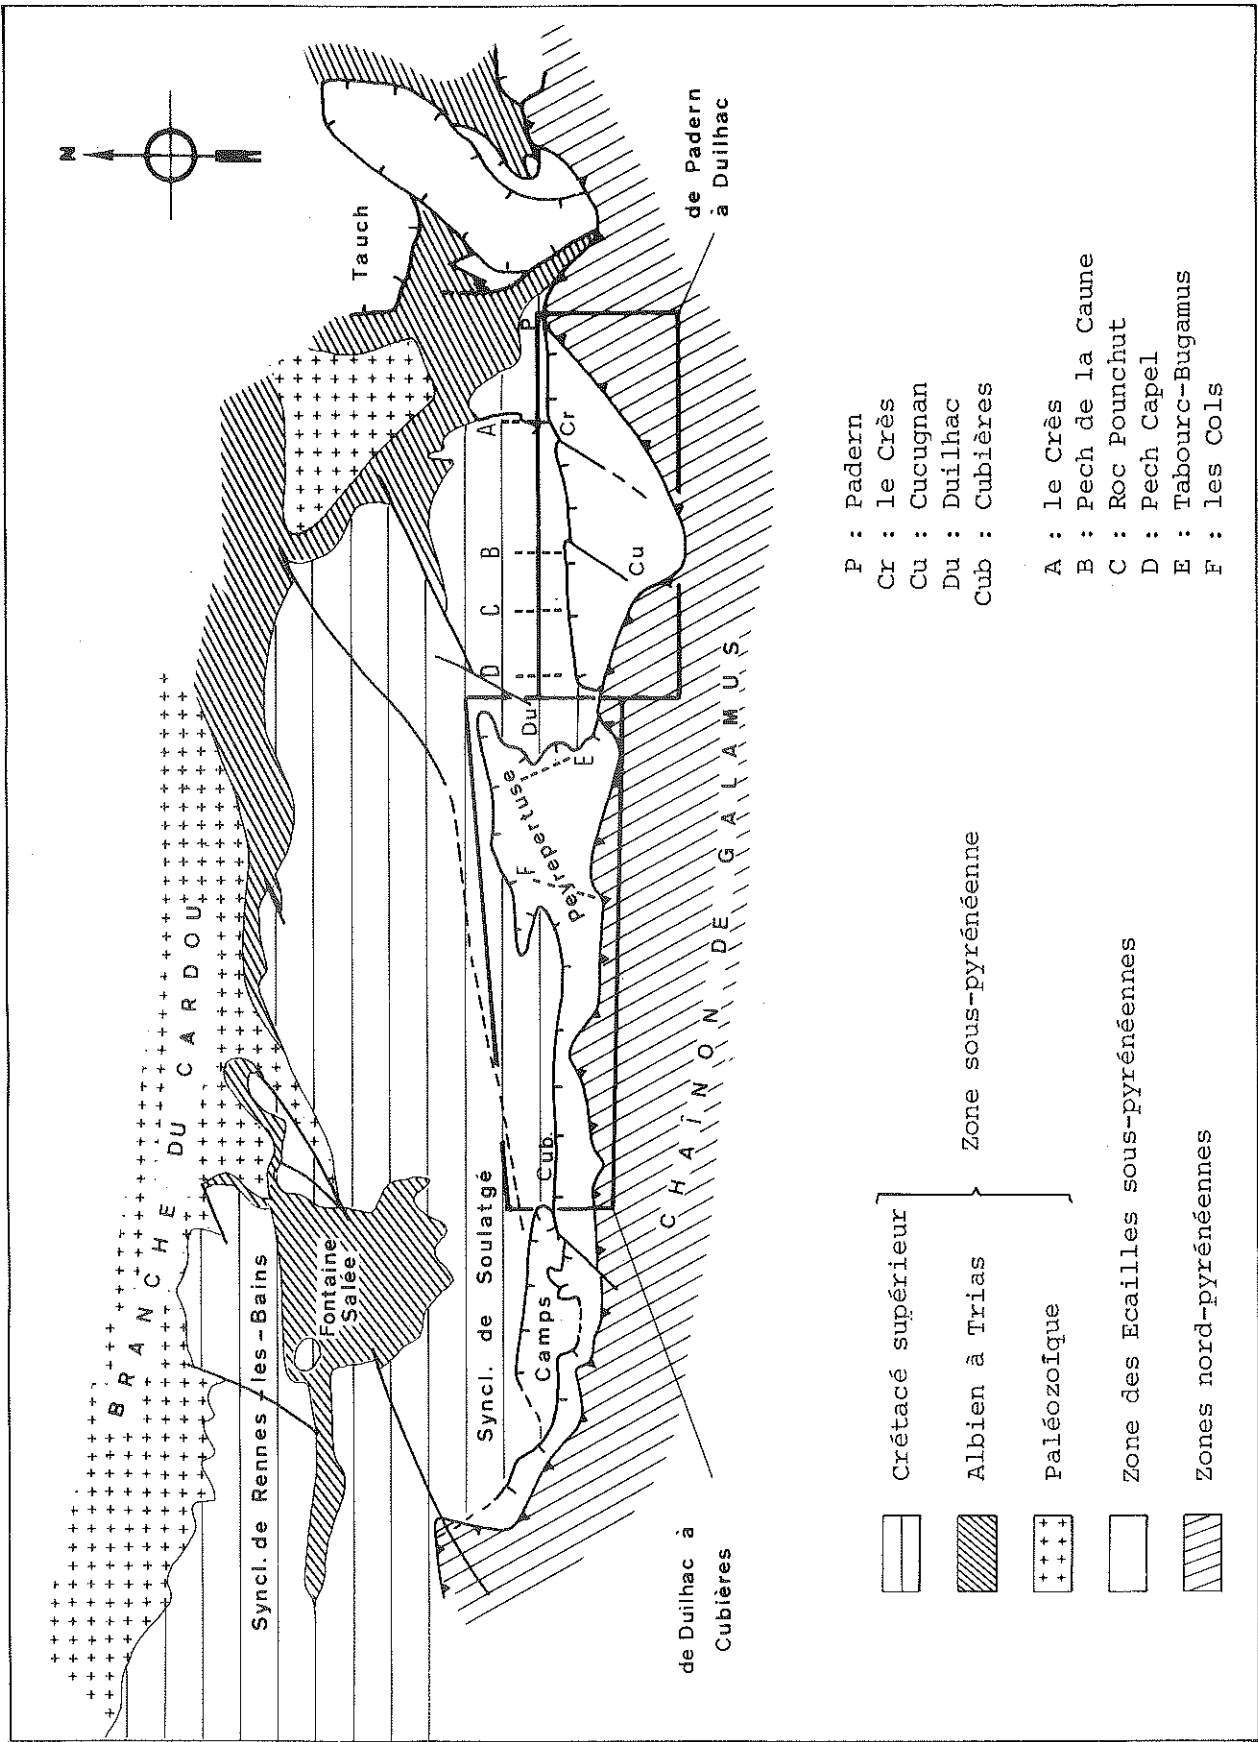 N
BRANCHE DU CARDOU
Tauch
Syncl. de Rennes-les-Bains
Fontaine
Salée
Syncl. de Soulatgé
Camps
Cub.
Peyrepertuse
F
E
Du
D
C
B
A
P
Cr
Cu
CHAÎNON DE GALAMUS
de Duilhac à
Cubières
de Padern
à Duilhac
Crétacé supérieur
Albien à Trias
Paléozoïque
Zone sous-pyrénéenne
Zone des Ecailles sous-pyrénéennes
Zones nord-pyrénéennes
P : Padern
Cr : le Crès
Cu : Cucugnan
Du : Duilhac
Cub : Cubières
A : le Crès
B : Pech de la Caune
C : Roc Pounchut
D : Pech Capel
E : Tabourc-Bugamus
F : les Cols